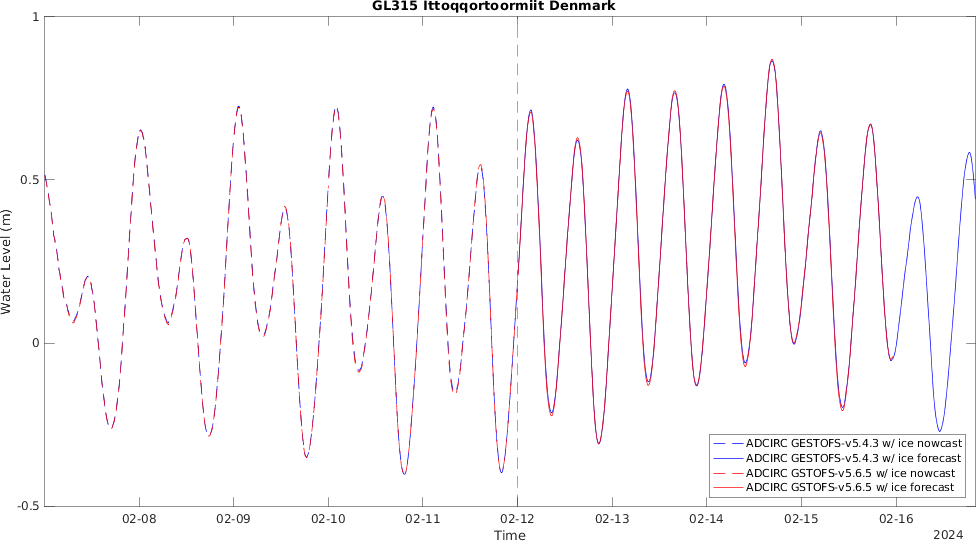 GL315 Ittoqqortoormiit Denmark
1
0.5
0
-0.5
Water Level (m)
02-08 02-09 02-10 02-11 02-12 02-13 02-14 02-15 02-16
Time
2024
ADCIRC GESTOFS-v5.4.3 w/ ice nowcast
ADCIRC GESTOFS-v5.4.3 w/ ice forecast
ADCIRC GSTOFS-v5.6.5 w/ ice nowcast
ADCIRC GSTOFS-v5.6.5 w/ ice forecast